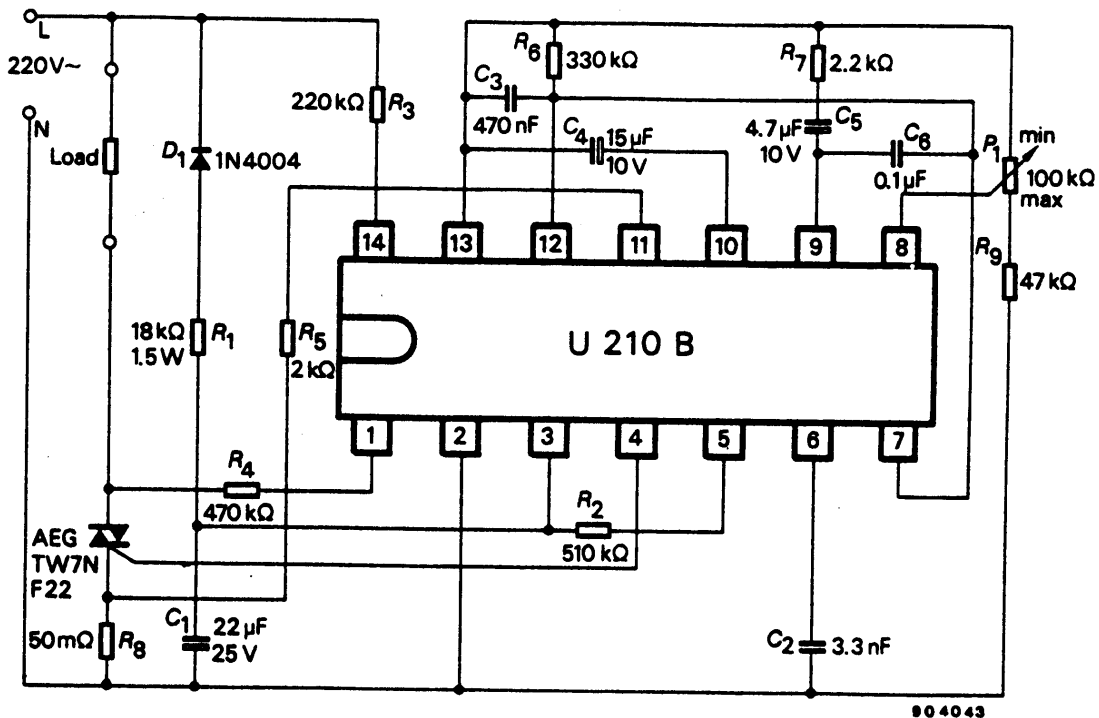 L
220V~
N
Load
D1
1N4004
220kΩ
R3
R6
330kΩ
C3
470nF
C4
15µF
10V
R7
2.2kΩ
4.7µF
10V
C5
C6
0.1µF
P1
min
100kΩ
max
14
13
12
11
10
9
8
R9
47kΩ
18kΩ
1.5W
R1
R5
2kΩ
U 210 B
1
2
3
4
5
6
7
R4
470kΩ
R2
510kΩ
AEG
TW7N
F22
50mΩ
R8
C1
22µF
25V
C2
3.3nF
904043